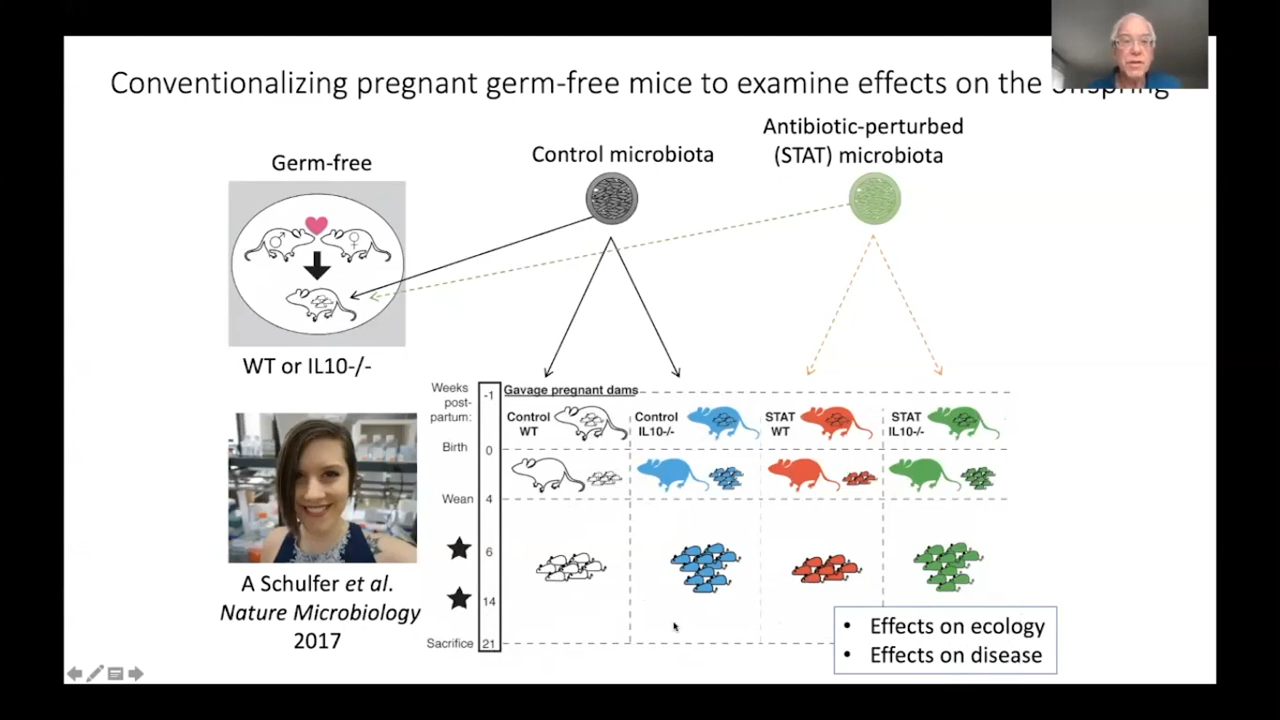 Conventionalizing pregnant germ-free mice to examine effects on the offspring
Antibiotic-perturbed
(STAT) microbiota
Control microbiota
Germ-free
WT or IL10-/-
Weeks
post-
partum:
-1
Gavage pregnant dams
Control
WT
Control
IL10-/-
STAT
WT
STAT
IL10-/-
Birth
0
Wean
4
6
14
Sacrifice
21
A Schulfer et al.
Nature Microbiology
2017
• Effects on ecology
• Effects on disease